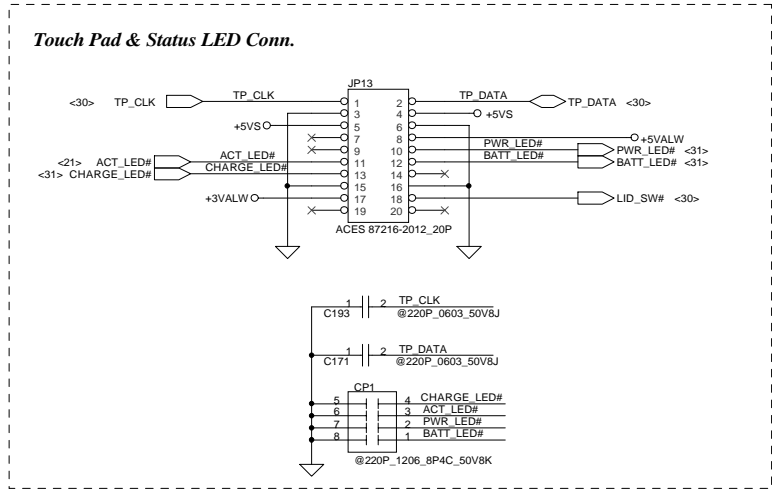 Touch Pad & Status LED Conn.
JP13
<30> TP_CLK TP_CLK 1 2 TP_DATA TP_DATA <30>
3 4 +5VS
+5VS 5 6
7 8 +5VALW
9 10 PWR_LED# PWR_LED# <31>
<21> ACT_LED# ACT_LED# 11 12 BATT_LED# BATT_LED# <31>
<31> CHARGE_LED# CHARGE_LED# 13 14
15 16
+3VALW 17 18 LID_SW# <30>
19 20
ACES 87216-2012_20P
1 2 TP_CLK
C193 @220P_0603_50V8J
1 2 TP_DATA
C171 @220P_0603_50V8J
CP1
5 4 CHARGE_LED#
6 3 ACT_LED#
7 2 PWR_LED#
8 1 BATT_LED#
@220P_1206_8P4C_50V8K